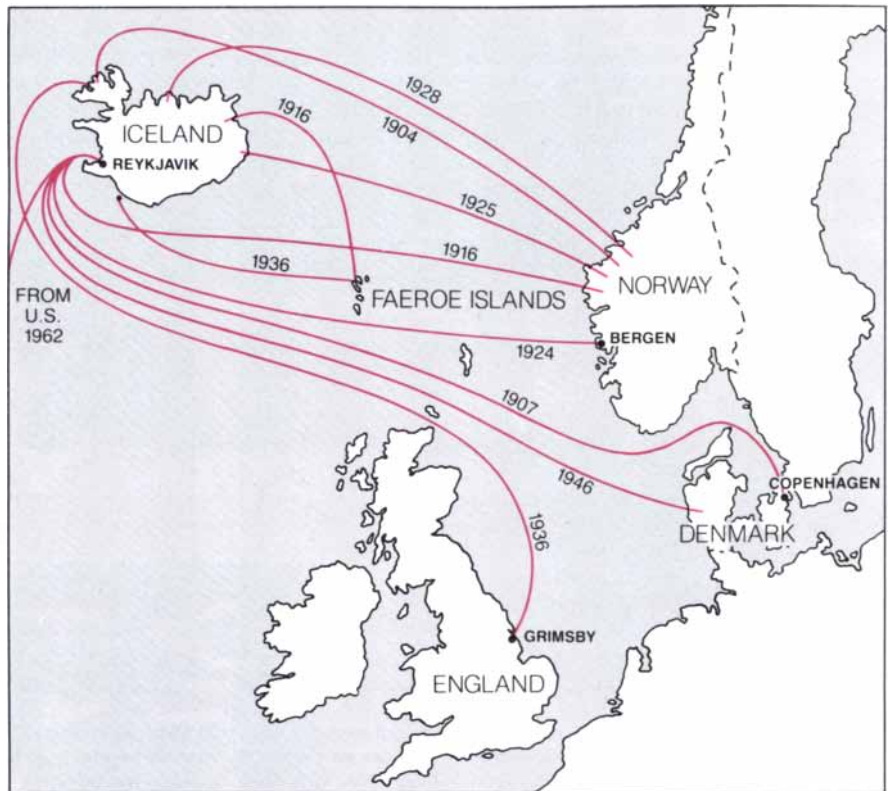 1928
1904
1916
ICELAND
REYKJAVIK
1925
1916
1936
NORWAY
FAEROE ISLANDS
FROM
U.S.
1962
BERGEN
1924
1907
COPENHAGEN
1946
DENMARK
1936
GRIMSBY
ENGLAND